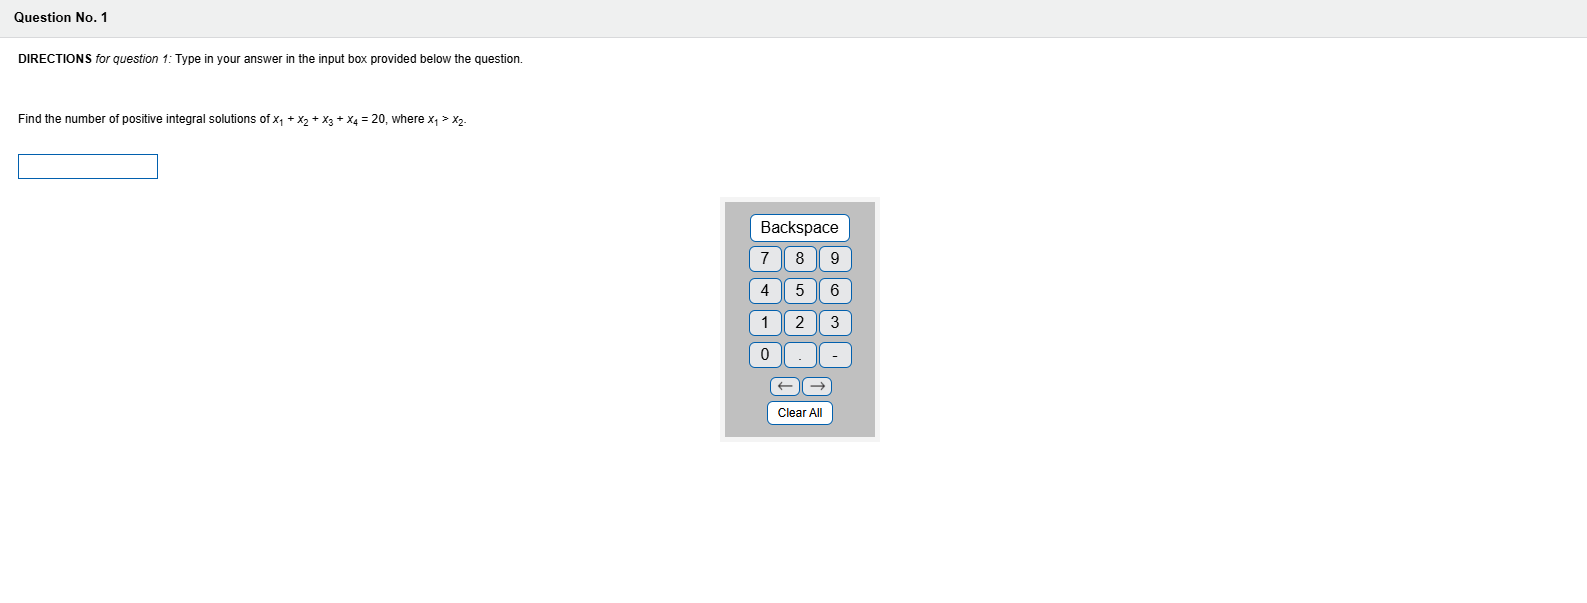 Question No. 1
DIRECTIONS for question 1: Type in your answer in the input box provided below the question.
Find the number of positive integral solutions of x₁ + x₂ + x₃ + x₄ = 20, where x₁ > x₂.
Backspace
7 8 9
4 5 6
1 2 3
0 . -
← →
Clear All